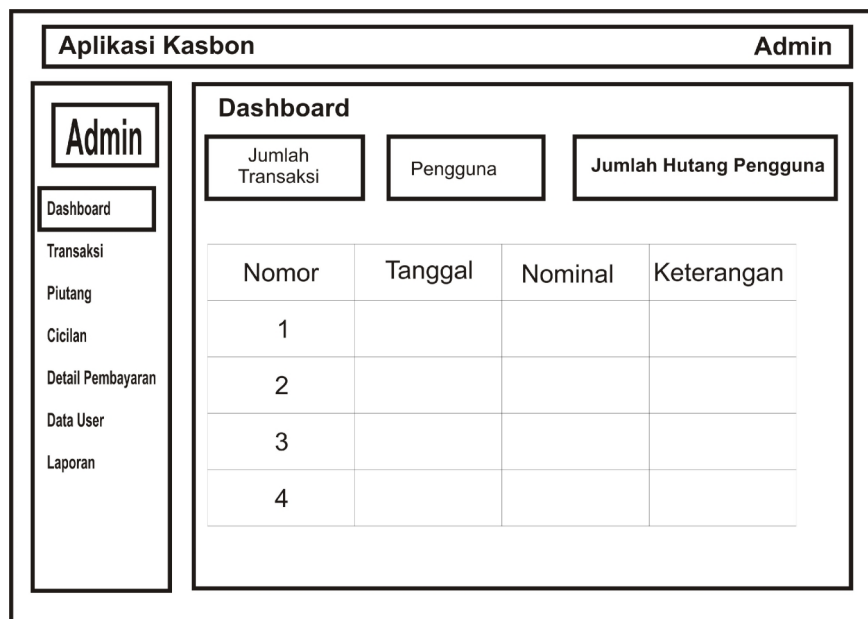 Aplikasi Kasbon
Admin
Admin
Dashboard
Transaksi
Piutang
Cicilan
Detail Pembayaran
Data User
Laporan
Dashboard
Jumlah
Transaksi
Pengguna
Jumlah Hutang Pengguna
Nomor Tanggal Nominal Keterangan
1
2
3
4